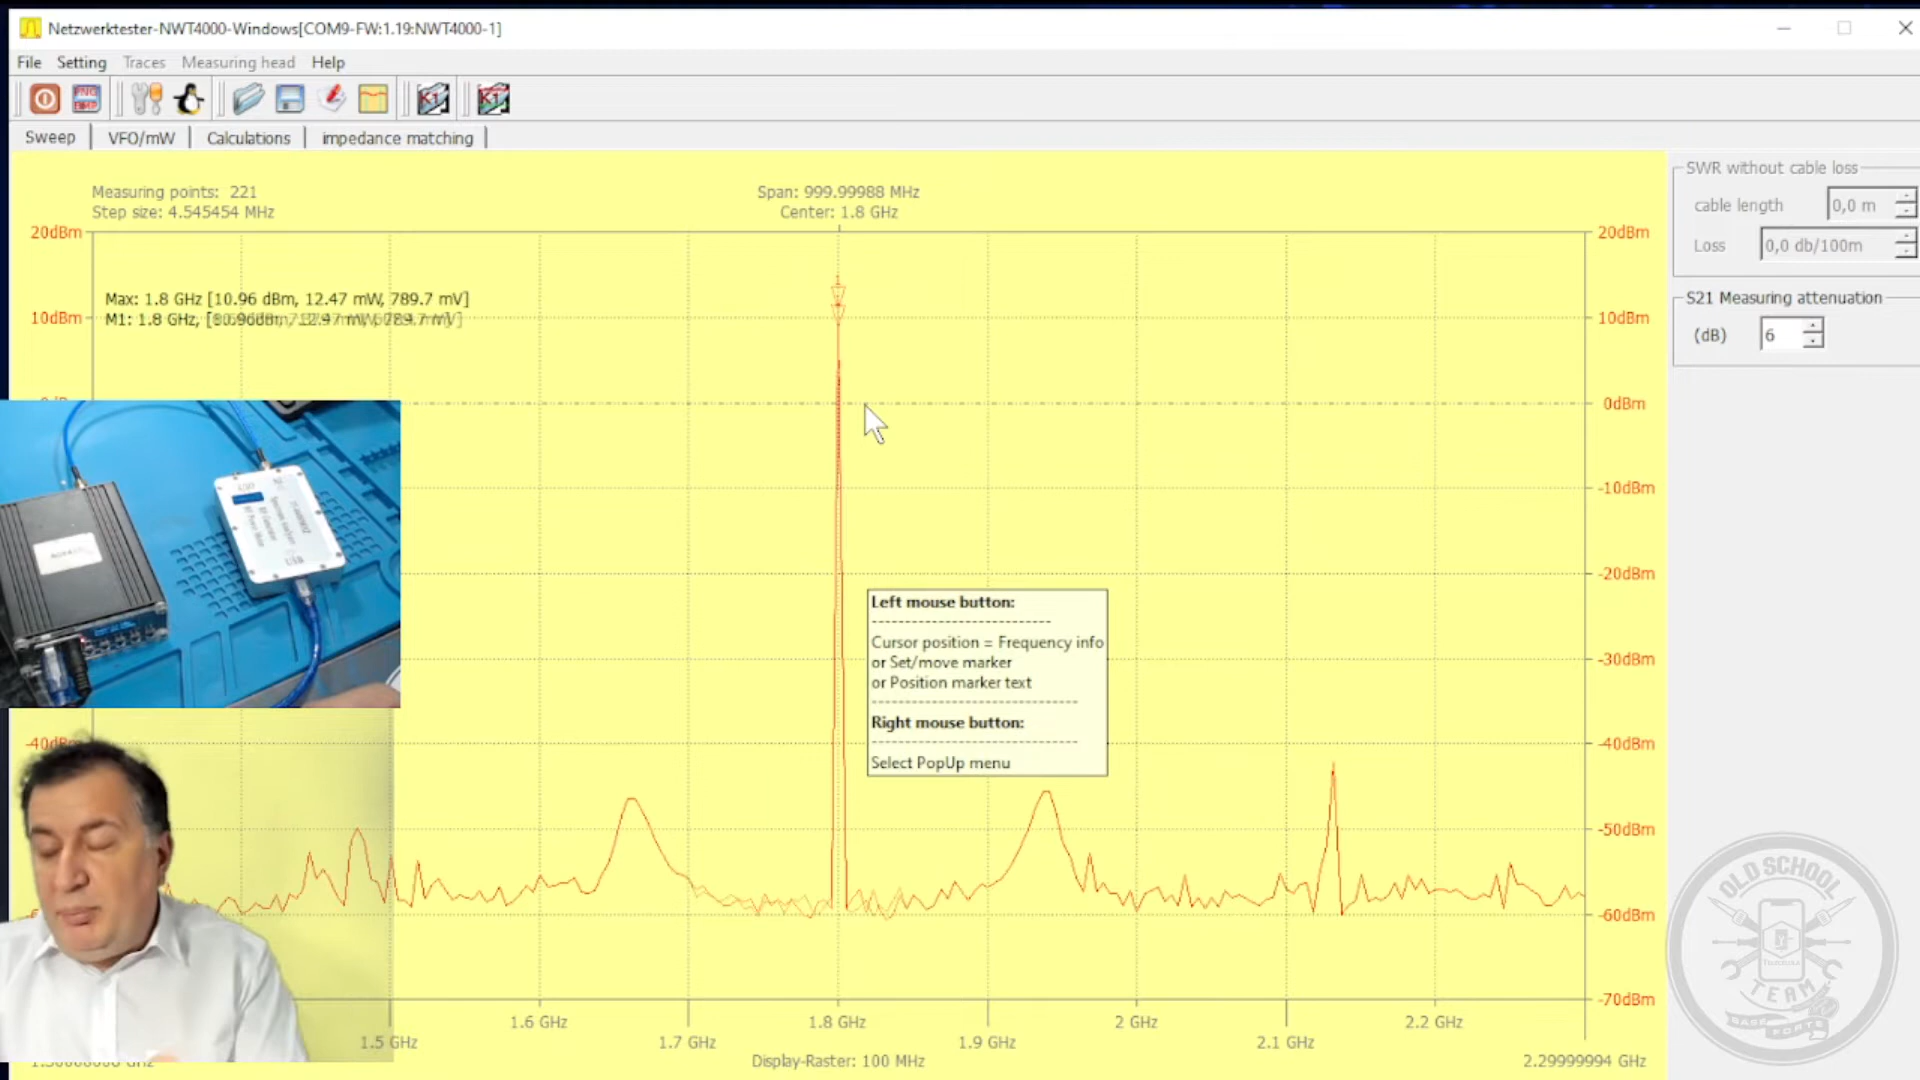 Netzwerktester-NWT4000-Windows[COM9-FW:1.19:NWT4000-1]
File Setting Traces Measuring head Help
PNG
BMP
K1
K1
Sweep VFO/mW Calculations impedance matching
Measuring points: 221
Step size: 4.545454 MHz
Span: 999.99988 MHz
Center: 1.8 GHz
20dBm
20dBm
Max: 1.8 GHz [10.96 dBm, 12.47 mW, 789.7 mV]
M1: 1.8 GHz,
10dBm
10dBm
0dBm
-10dBm
-20dBm
-30dBm
-40dBm
-40dBm
-50dBm
-60dBm
-70dBm
Left mouse button:
Cursor position = Frequency info
or Set/move marker
or Position marker text
Right mouse button:
Select PopUp menu
USB
1.6 GHz 1.8 GHz 2 GHz 2.2 GHz
1.5 GHz 1.7 GHz 1.9 GHz 2.1 GHz
Display-Raster: 100 MHz
2.29999994 GHz
SWR without cable loss
cable length 0,0 m
Loss 0,0 db/100m
S21 Measuring attenuation
(dB) 6
OLD SCHOOL
TEAM